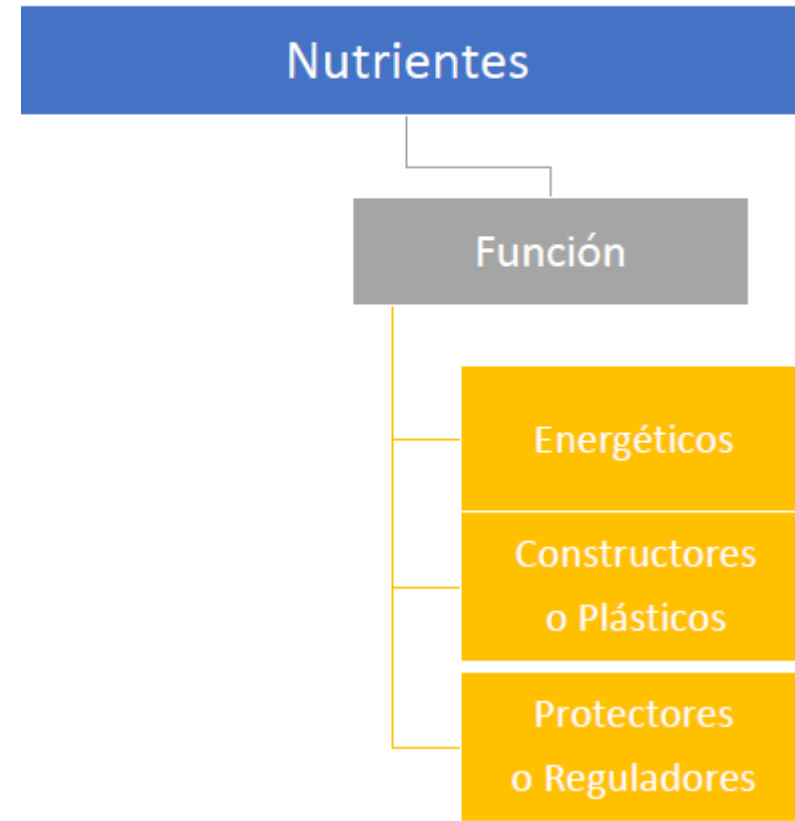 Nutrientes
Función
Energéticos
Constructores
o Plásticos
Protectores
o Reguladores